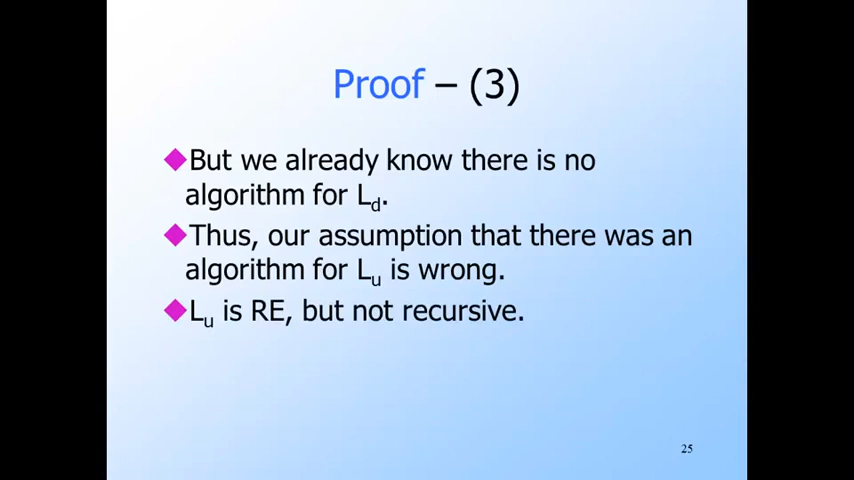 Proof – (3)
But we already know there is no
algorithm for Ld.
Thus, our assumption that there was an
algorithm for Lu is wrong.
Lu is RE, but not recursive.
25